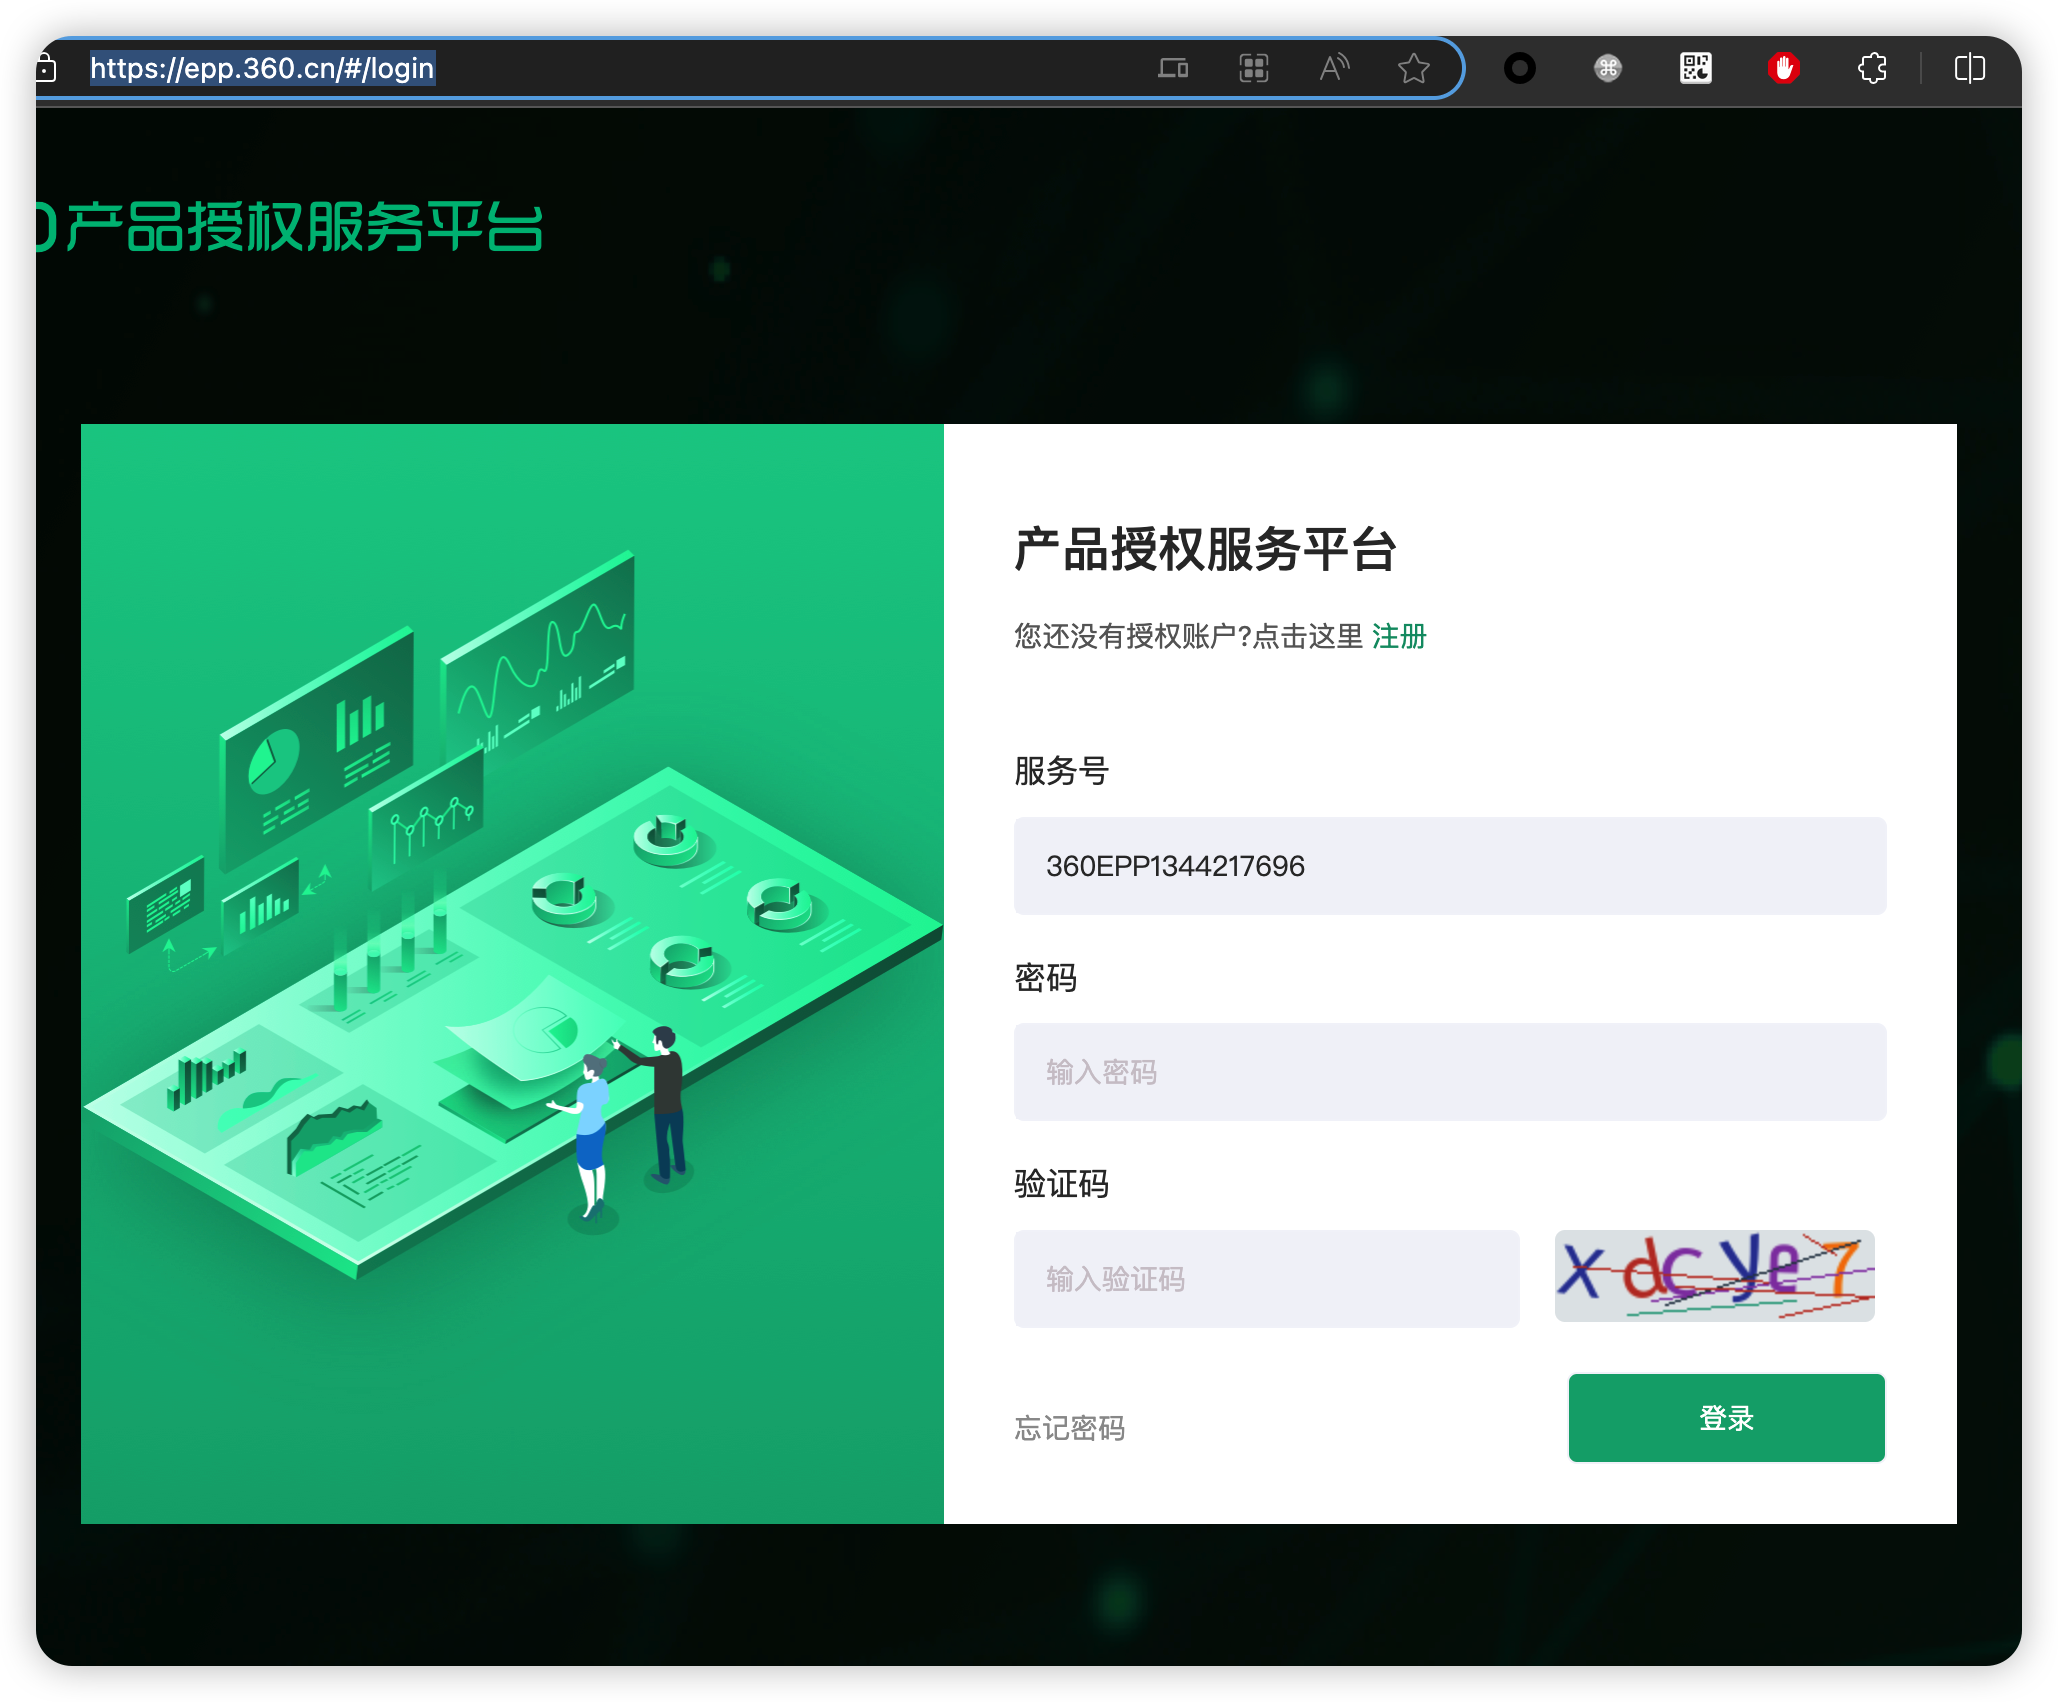 https://epp.360.cn/#/login
0产品授权服务平台
产品授权服务平台
您还没有授权账户?点击这里 注册
服务号
360EPP1344217696
密码
输入密码
验证码
输入验证码
xdcye7
忘记密码
登录